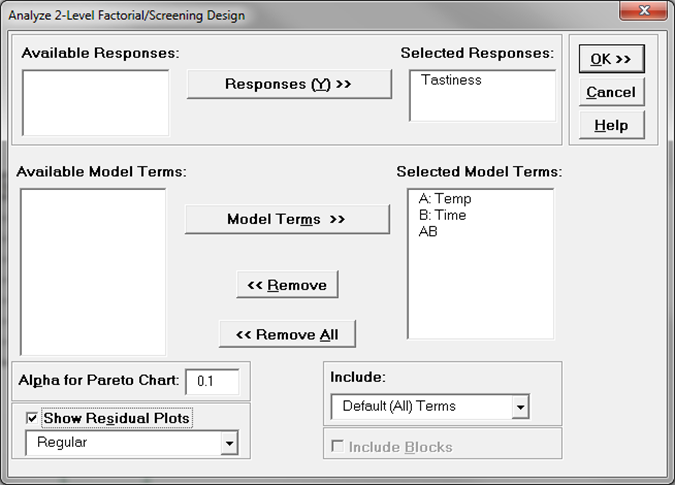 Analyze 2-Level Factorial/Screening Design
Available Responses:
Responses (Y) >>
Selected Responses:
Tastiness
OK >>
Cancel
Help
Available Model Terms:
Model Terms >>
<< Remove
<< Remove All
Selected Model Terms:
A: Temp
B: Time
AB
Alpha for Pareto Chart: 0.1
Show Residual Plots
Regular
Include:
Default (All) Terms
Include Blocks